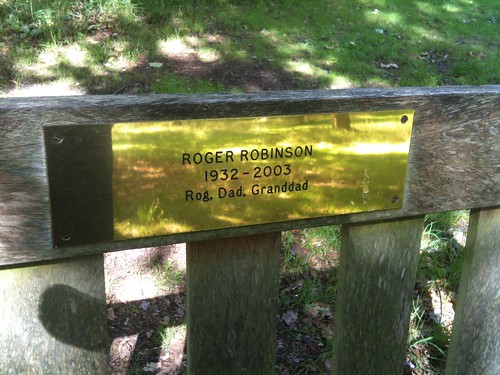 ROGER ROBINSON
1932 - 2003
Rog, Dad, Granddad